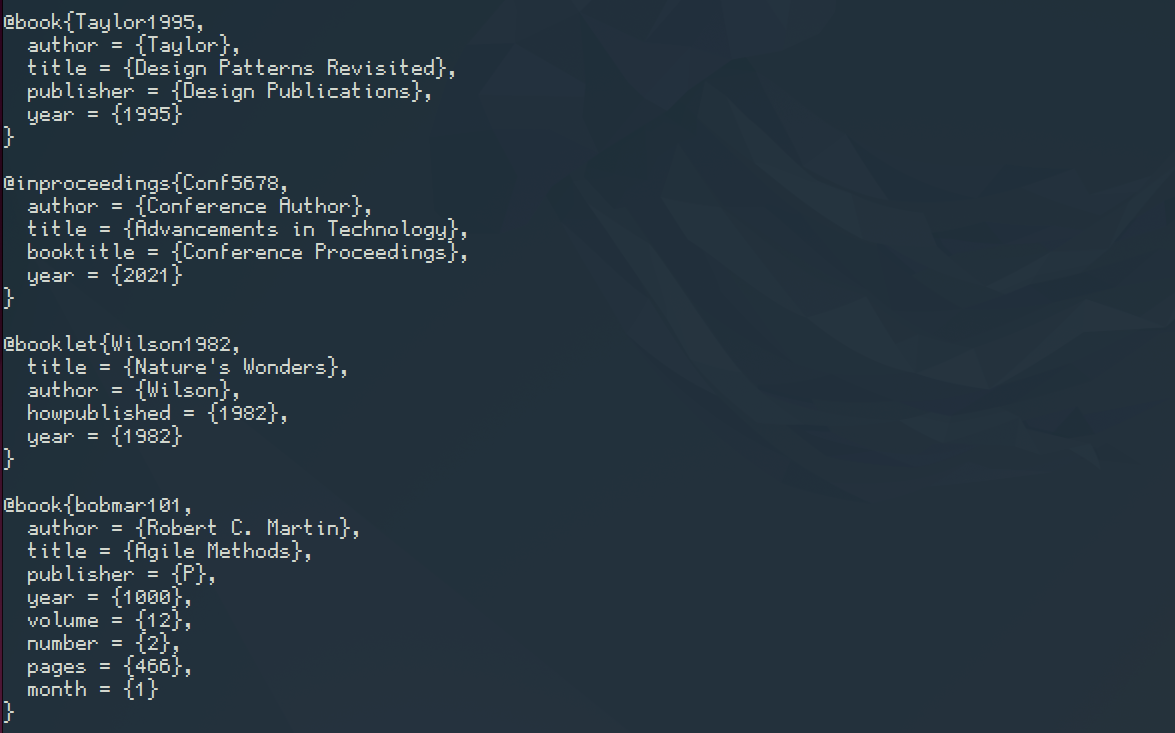 @book{Taylor1995,
  author = {Taylor},
  title = {Design Patterns Revisited},
  publisher = {Design Publications},
  year = {1995}
}

@inproceedings{Conf5678,
  author = {Conference Author},
  title = {Advancements in Technology},
  booktitle = {Conference Proceedings},
  year = {2021}
}

@booklet{Wilson1982,
  title = {Nature's Wonders},
  author = {Wilson},
  howpublished = {1982},
  year = {1982}
}

@book{bobmar101,
  author = {Robert C. Martin},
  title = {Agile Methods},
  publisher = {P},
  year = {1000},
  volume = {12},
  number = {2},
  pages = {466},
  month = {1}
}